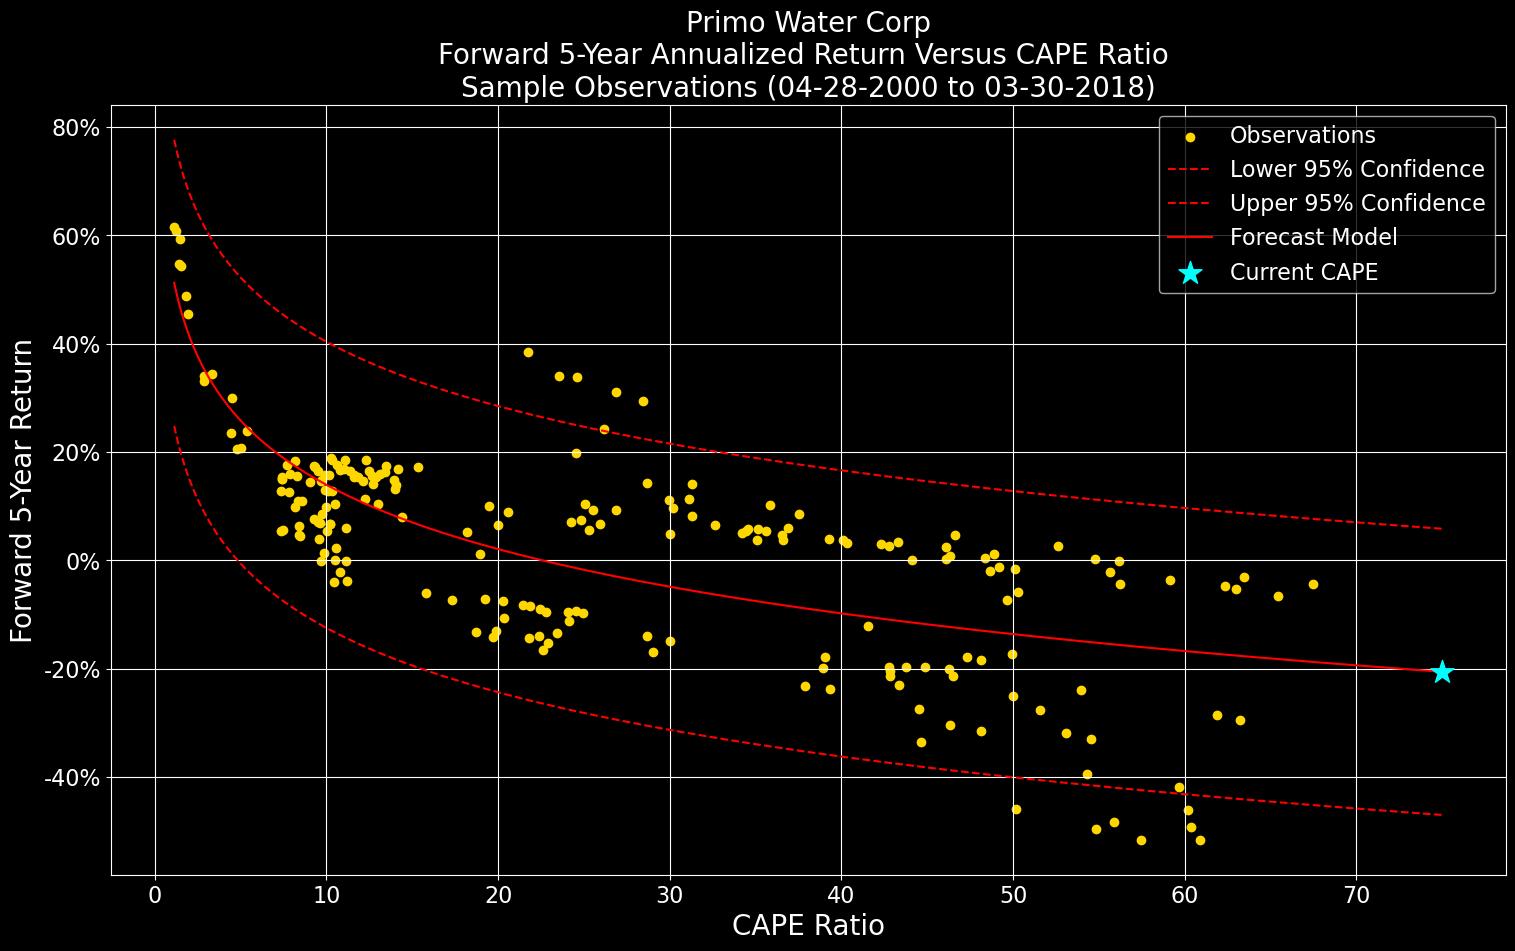 Primo Water Corp
Forward 5-Year Annualized Return Versus CAPE Ratio
Sample Observations (04-28-2000 to 03-30-2018)
Observations
Lower 95% Confidence
Upper 95% Confidence
Forecast Model
Current CAPE
Forward 5-Year Return
80%
60%
40%
20%
0%
-20%
-40%
0 10 20 30 40 50 60 70
CAPE Ratio